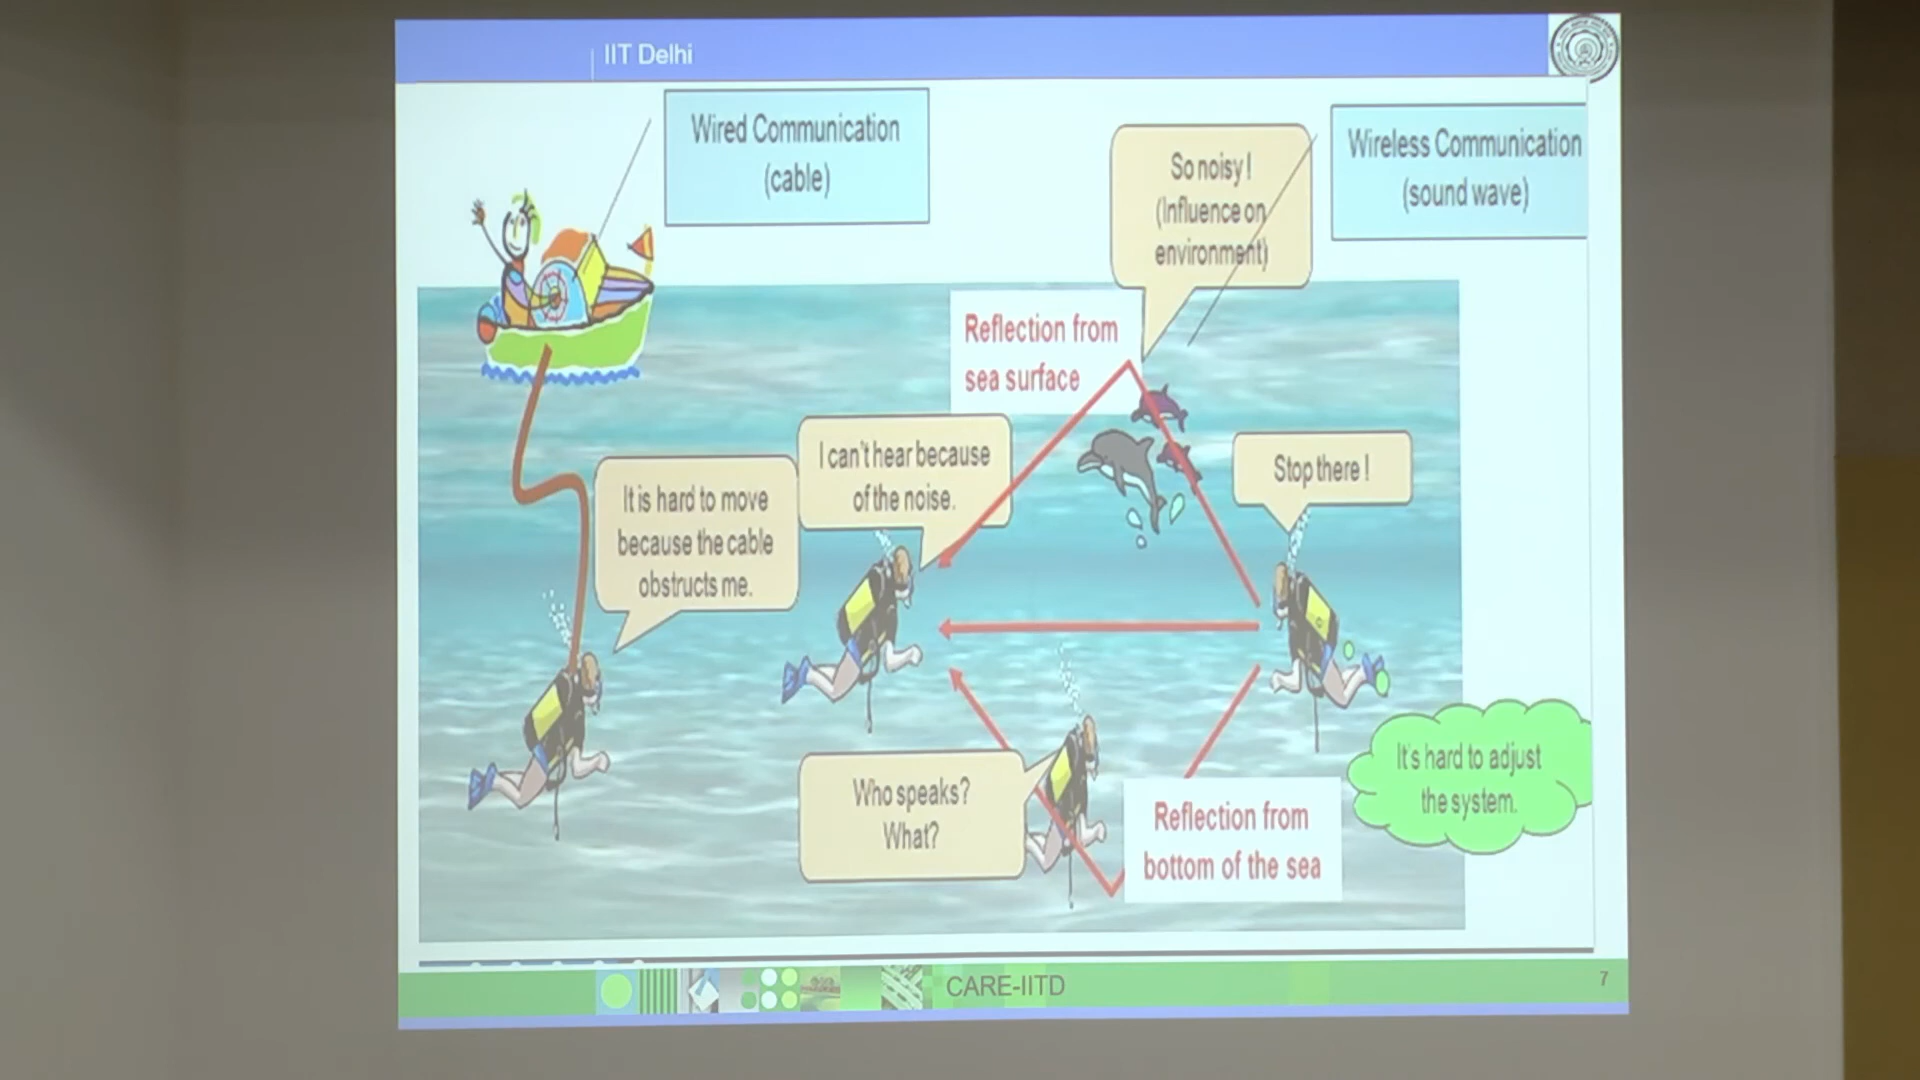 IIT Delhi
Wired Communication
(cable)
So noisy !
(Influence on
environment)
Wireless Communication
(sound wave)
Reflection from
sea surface
I can't hear because
of the noise.
Stop there !
It is hard to move
because the cable
obstructs me.
Who speaks?
What?
Reflection from
bottom of the sea
It's hard to adjust
the system.
CARE-IITD
7